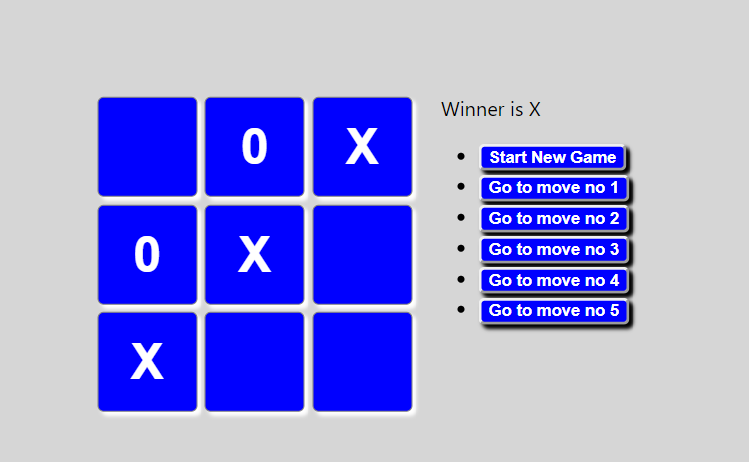 0 X
0 X
X
Winner is X
Start New Game
Go to move no 1
Go to move no 2
Go to move no 3
Go to move no 4
Go to move no 5